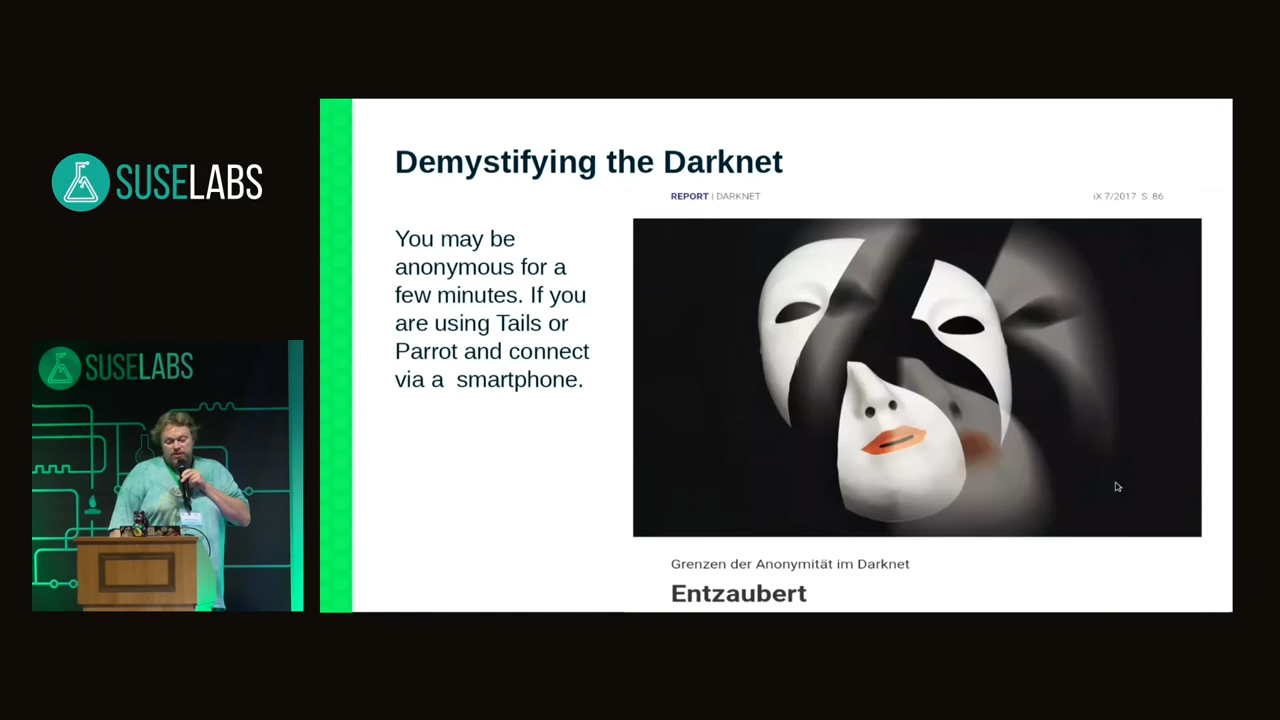 SUSELABS
SUSELABS
Demystifying the Darknet
REPORT | DARKNET
iX 7/2017 S. 86
You may be
anonymous for a
few minutes. If you
are using Tails or
Parrot and connect
via a  smartphone.
Grenzen der Anonymität im Darknet
Entzaubert